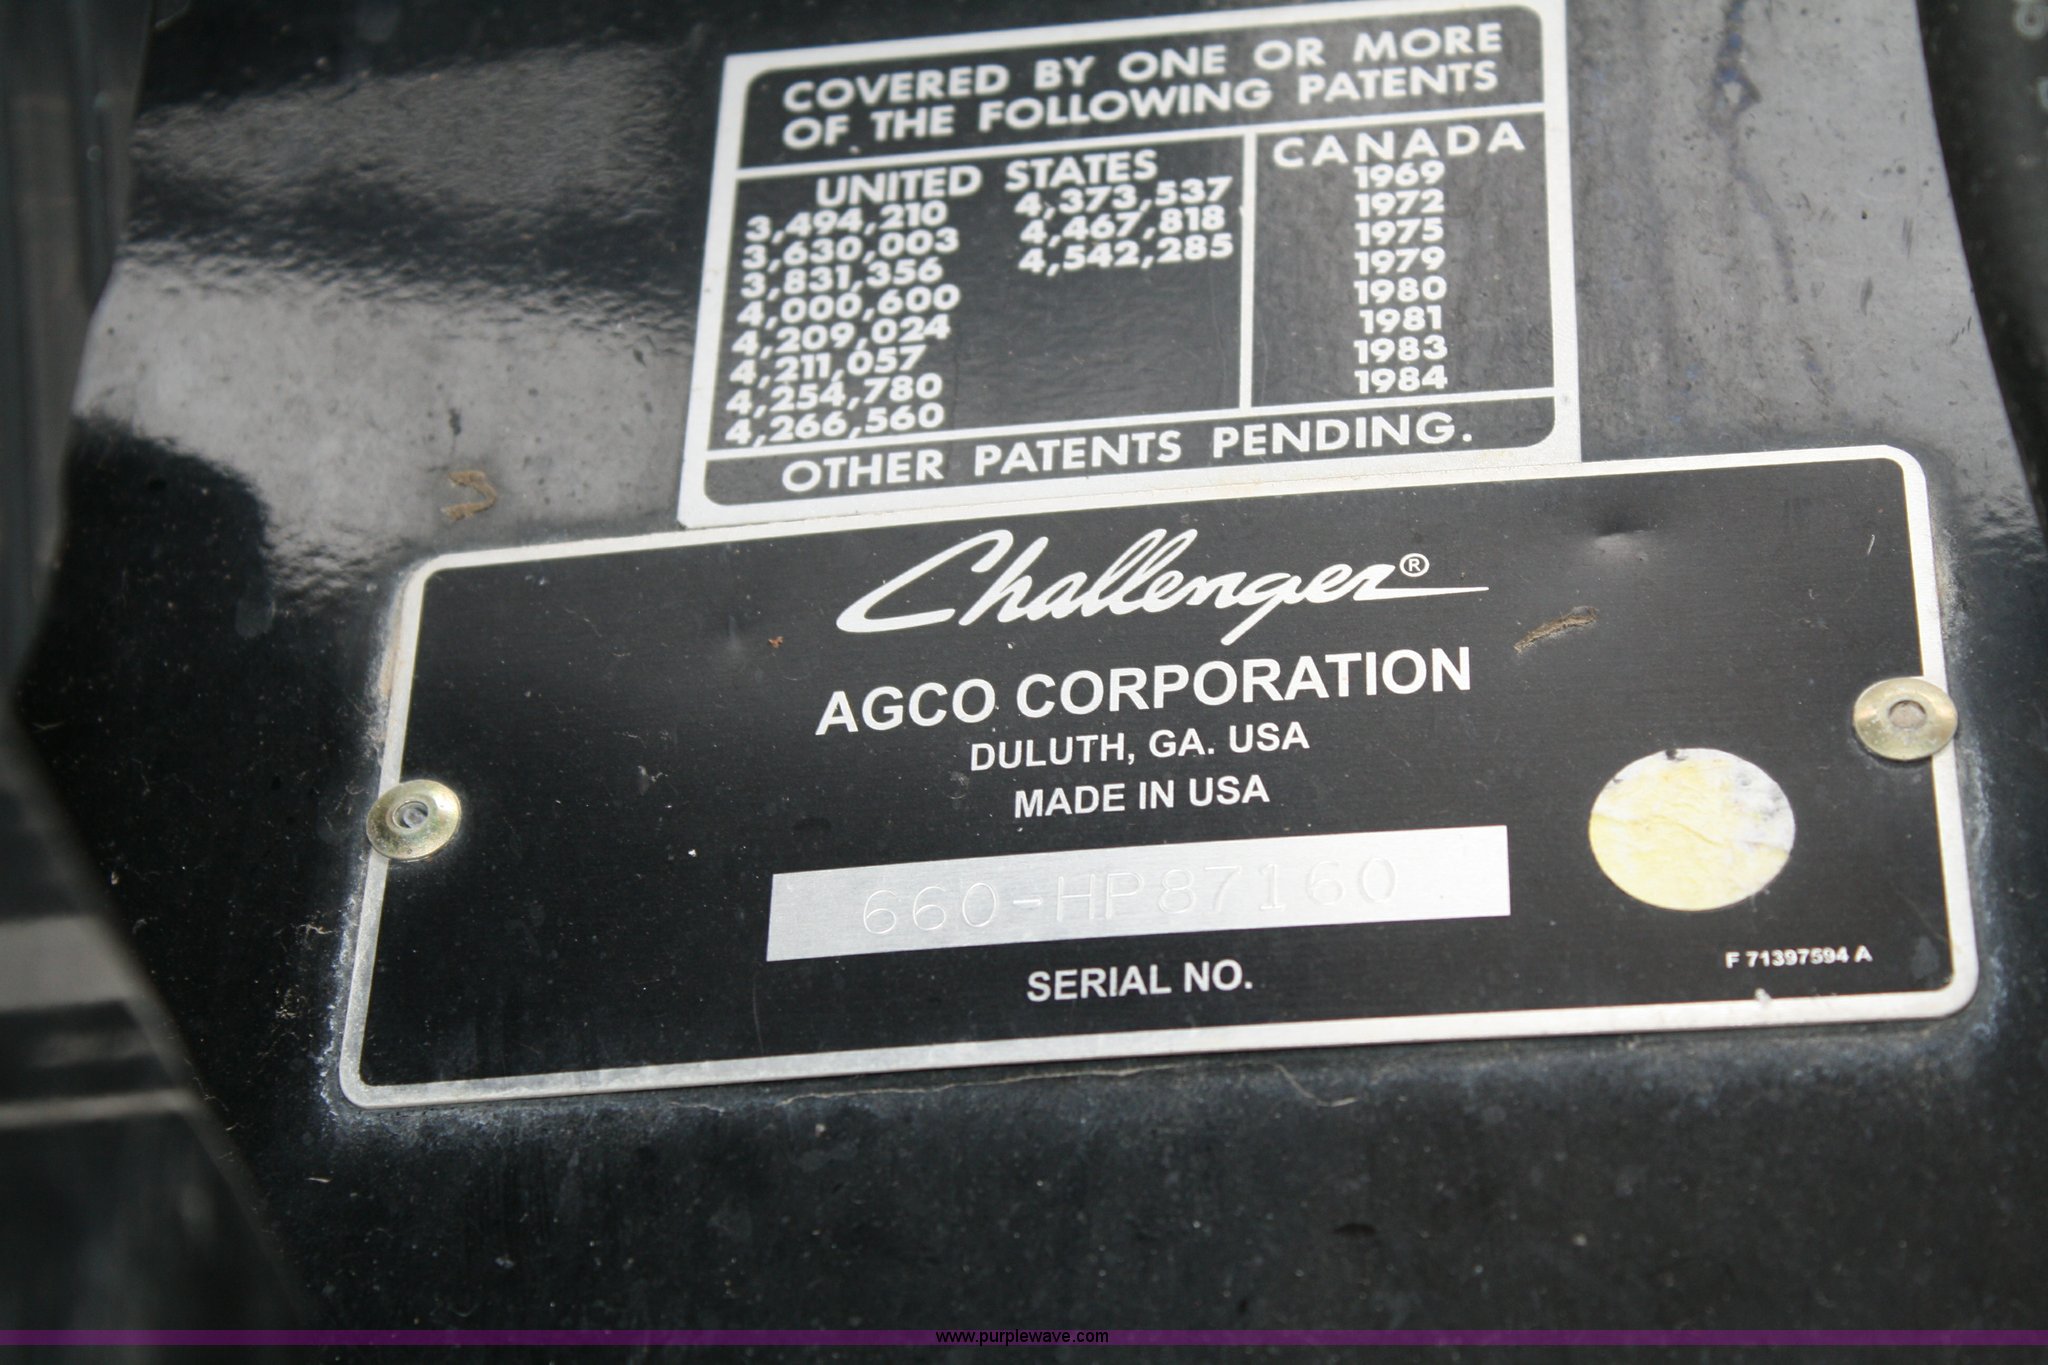 COVERED BY ONE OR MORE
OF THE FOLLOWING PATENTS
UNITED STATES
3,494,210
3,630,003
3,831,356
4,000,600
4,209,024
4,211,057
4,254,780
4,266,560
4,373,537
4,467,818
4,542,285
CANADA
1969
1972
1975
1979
1980
1981
1983
1984
OTHER PATENTS PENDING.
Challenger®
AGCO CORPORATION
DULUTH, GA. USA
MADE IN USA
660-HP87160
SERIAL NO.
F 71397594 A
www.purplewave.com